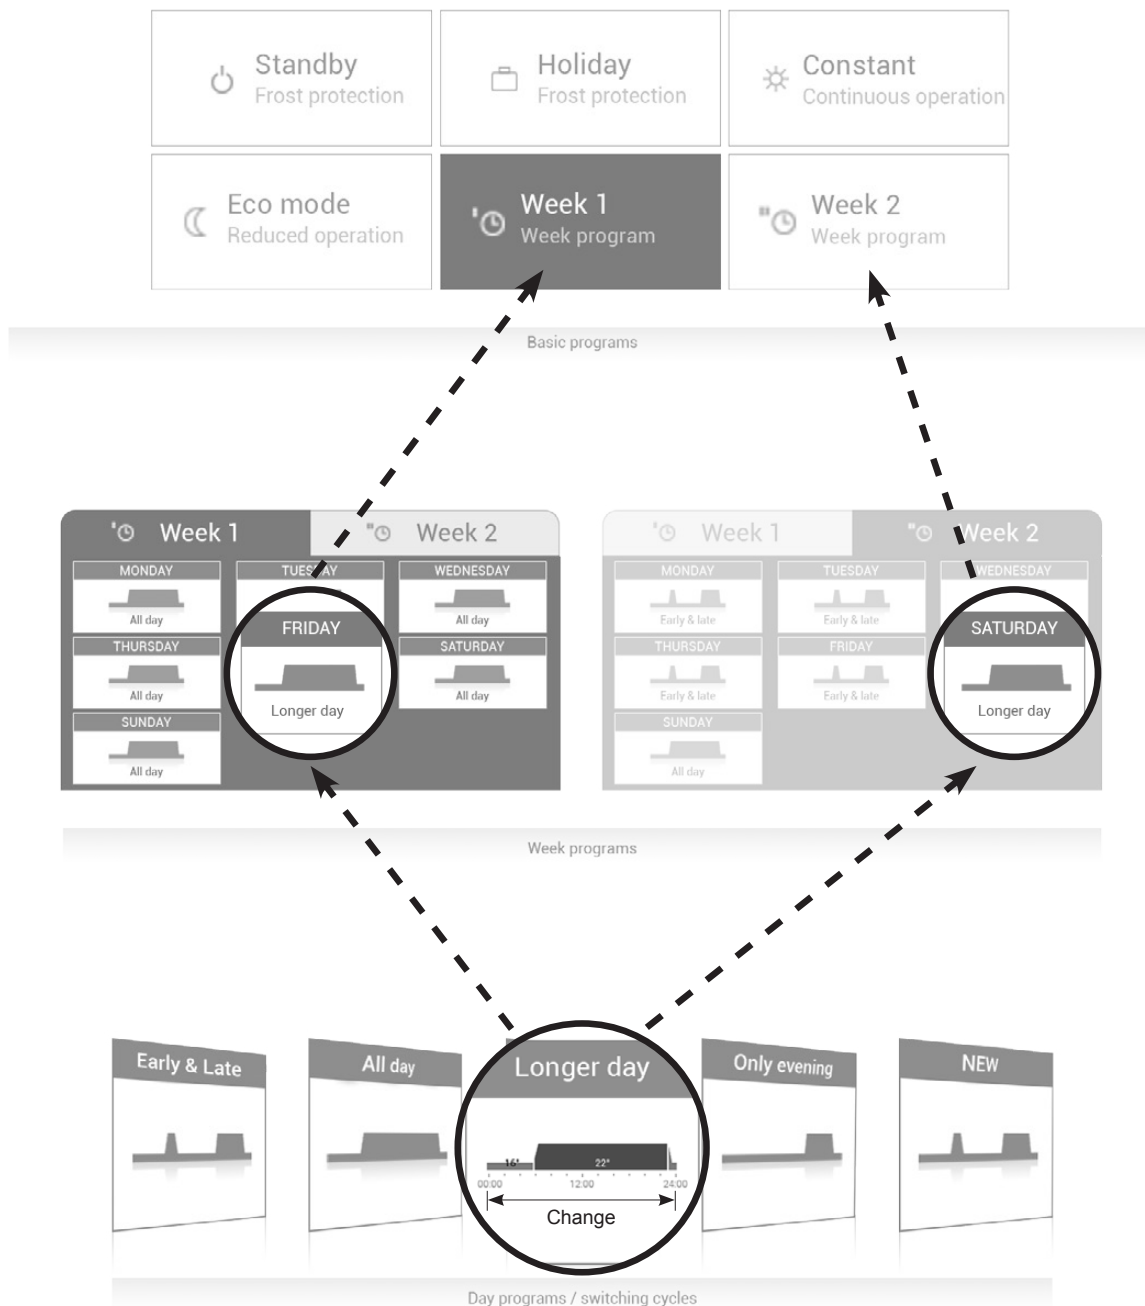 Standby
Frost protection
Holiday
Frost protection
Constant
Continuous operation
Eco mode
Reduced operation
Week 1
Week program
Week 2
Week program
Basic programs
Week 1
Week 2
MONDAY
All day
TUESDAY
WEDNESDAY
All day
THURSDAY
All day
FRIDAY
Longer day
SATURDAY
All day
SUNDAY
All day
Week 1
Week 2
MONDAY
Early & late
TUESDAY
Early & late
WEDNESDAY
THURSDAY
Early & late
FRIDAY
Early & late
SATURDAY
Longer day
SUNDAY
All day
Week programs
Early & Late
All day
Longer day
16°
22°
00:00
12:00
24:00
Change
Only evening
NEW
Day programs / switching cycles